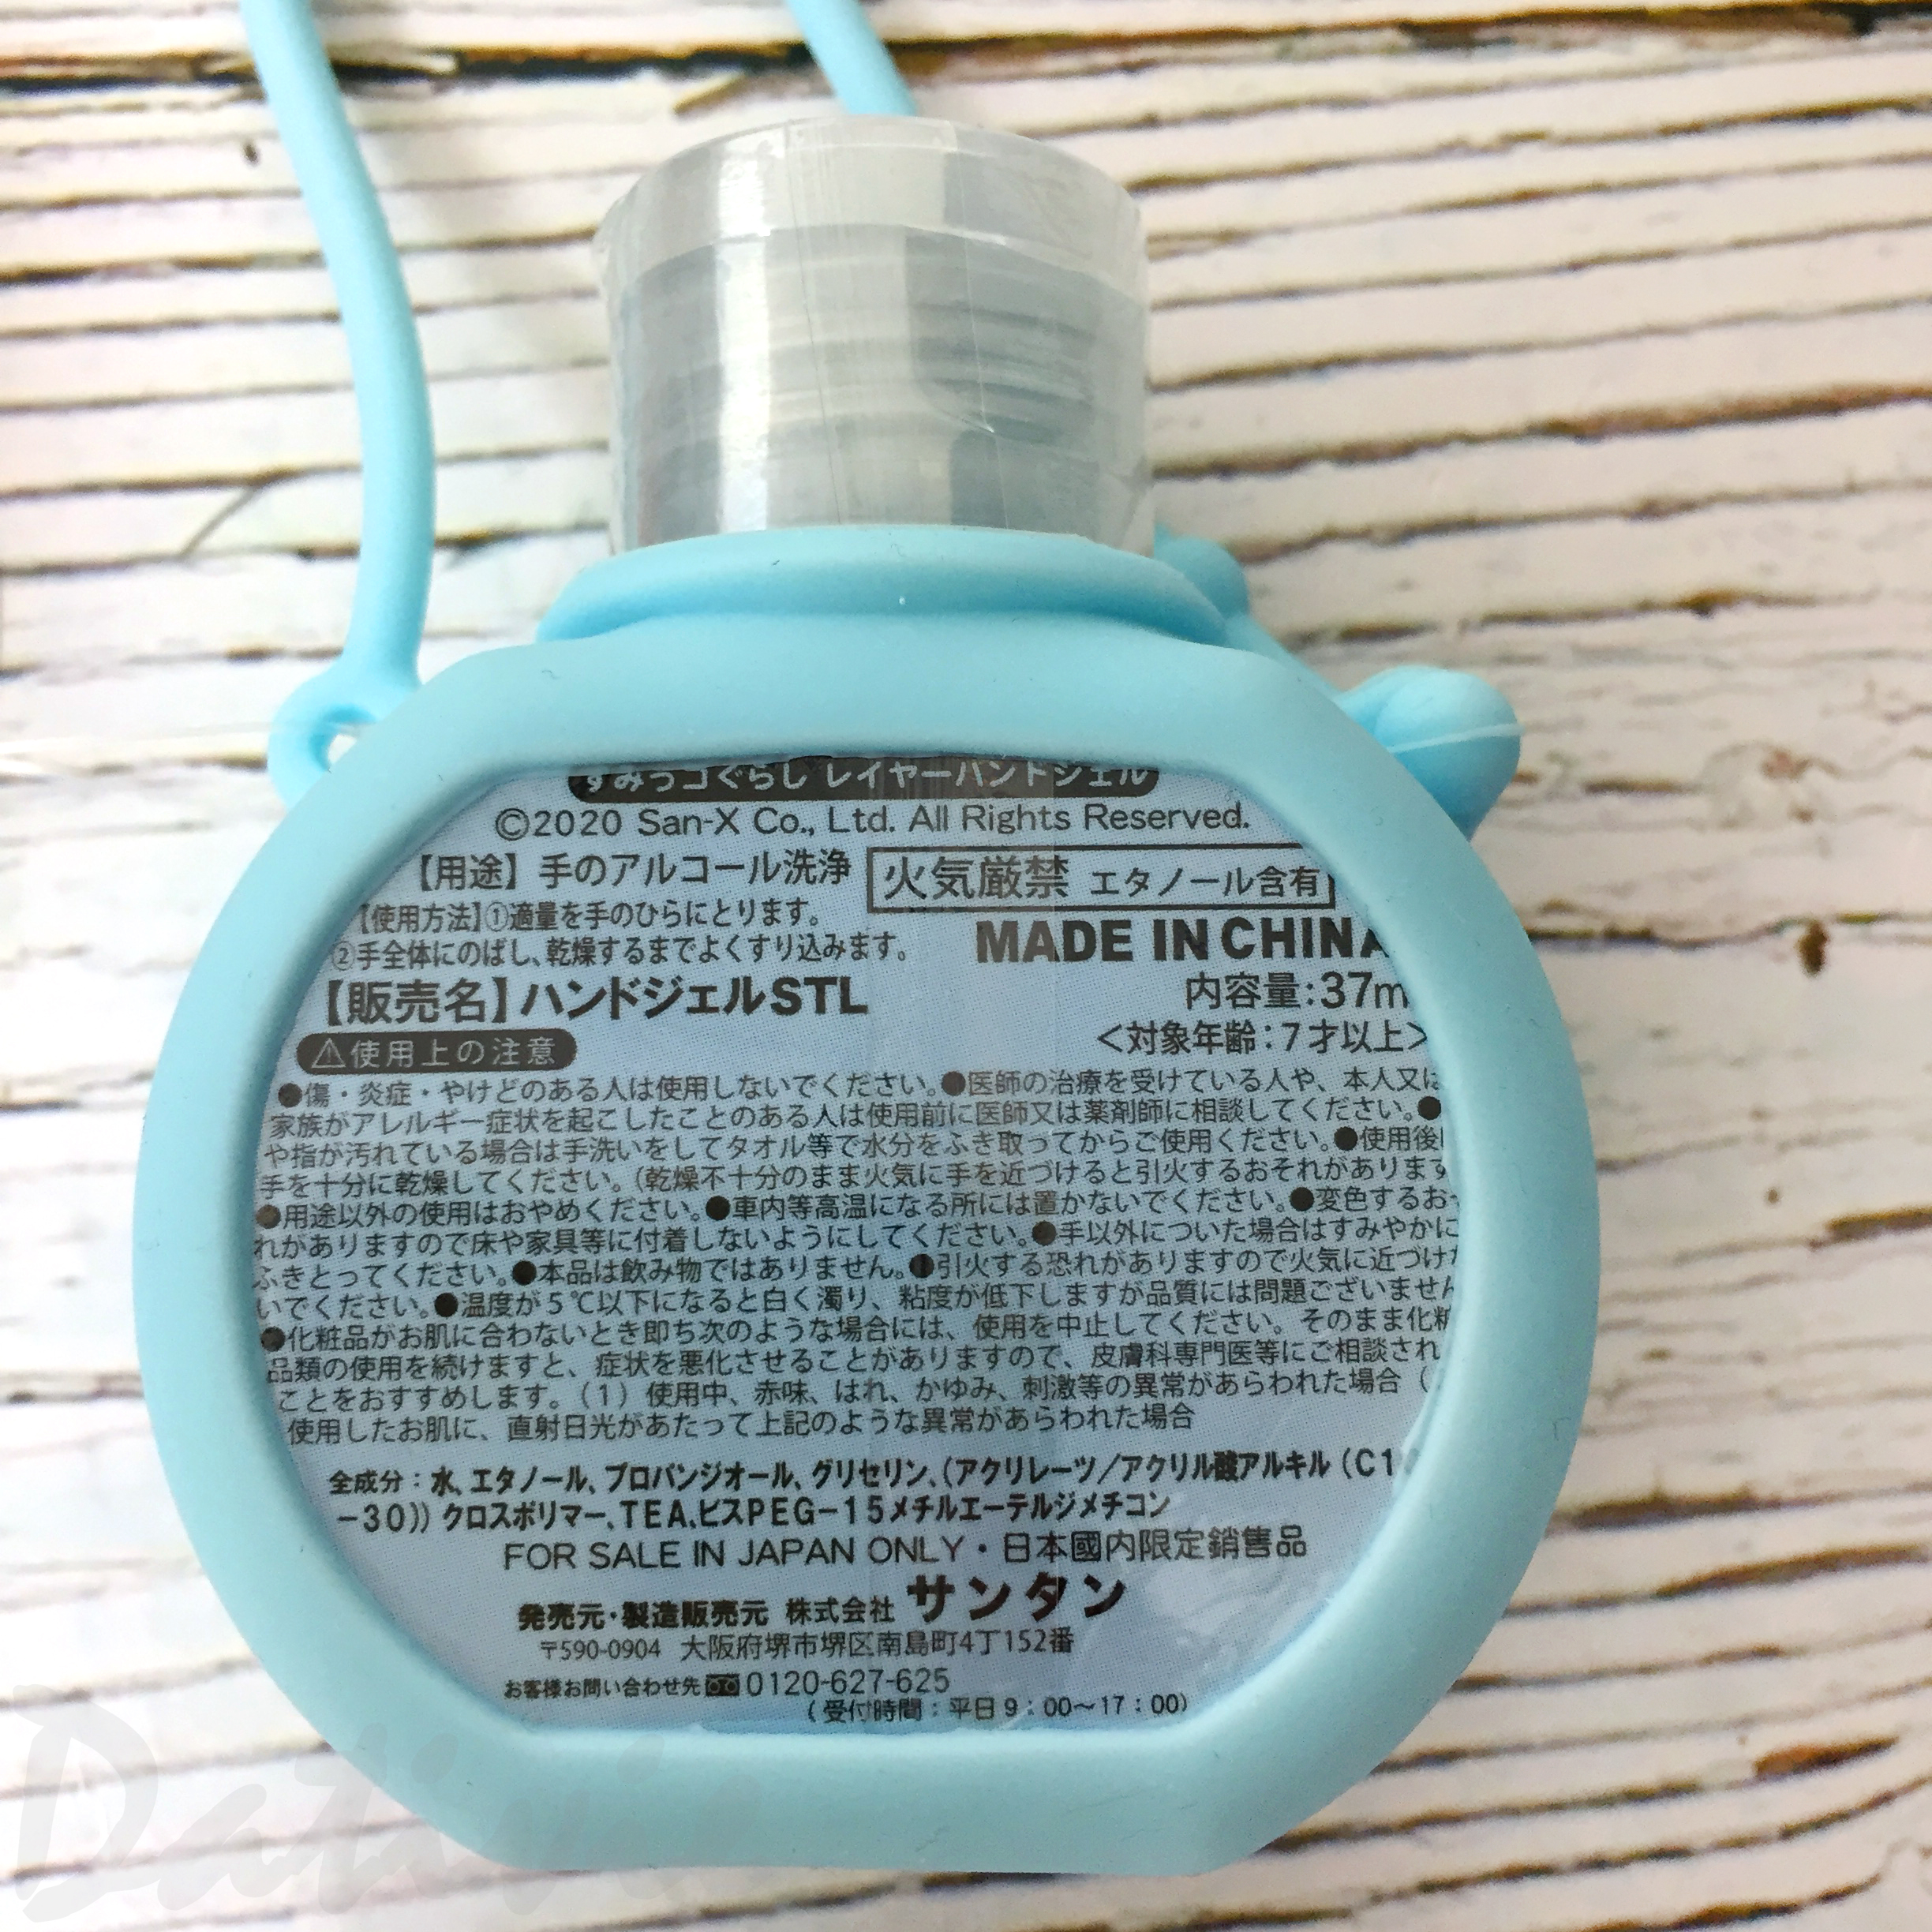 すみっコぐらし レイヤーハンドジェル
©2020 San-X Co., Ltd. All Rights Reserved.
【用途】手のアルコール洗浄 火気厳禁 エタノール含有
【使用方法】①適量を手のひらにとります。
②手全体にのばし、乾燥するまでよくすり込みます。
MADE IN CHINA
【販売名】ハンドジェルSTL 内容量:37m
⚠使用上の注意 <対象年齢:7才以上>
●傷・炎症・やけどのある人は使用しないでください。●医師の治療を受けている人や、本人又は
家族がアレルギー症状を起こしたことのある人は使用前に医師又は薬剤師に相談してください。●
や指が汚れている場合は手洗いをしてタオル等で水分をふき取ってからご使用ください。●使用後
手を十分に乾燥してください。(乾燥不十分のまま火気に手を近づけると引火するおそれがあります
●用途以外の使用はおやめください。●車内等高温になる所には置かないでください。●変色するお
れがありますので床や家具等に付着しないようにしてください。●手以外についた場合はすみやかに
ふきとってください。●本品は飲み物ではありません。●引火する恐れがありますので火気に近づけ
いでください。●温度が5℃以下になると白く濁り、粘度が低下しますが品質には問題ございません
●化粧品がお肌に合わないとき即ち次のような場合には、使用を中止してください。そのまま化粧
品類の使用を続けますと、症状を悪化させることがありますので、皮膚科専門医等にご相談され
ことをおすすめします。(1)使用中、赤味、はれ、かゆみ、刺激等の異常があらわれた場合(
使用したお肌に、直射日光があたって上記のような異常があらわれた場合
全成分:水、エタノール、プロパンジオール、グリセリン、(アクリレーツ/アクリル酸アルキル(C1
-30))クロスポリマー、TEA、ビスPEG-15メチルエーテルジメチコン
FOR SALE IN JAPAN ONLY・日本國内限定銷售品
発売元・製造販売元 株式会社 サンタン
〒590-0904 大阪府堺市堺区南島町4丁152番
お客様お問い合わせ先 0120-627-625
(受付時間:平日9:00~17:00)